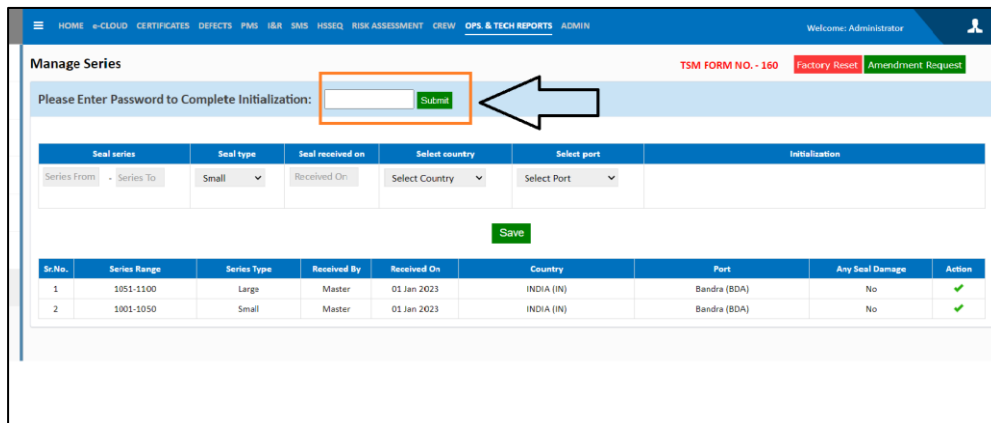 HOME e-CLOUD CERTIFICATES DEFECTS PMS I&R SMS HSSEQ RISK ASSESSMENT CREW OPS. & TECH REPORTS ADMIN Welcome: Administrator
Manage Series TSM FORM NO. - 160 Factory Reset Amendment Request
Please Enter Password to Complete Initialization: Submit
Seal series Seal type Seal received on Select country Select port Initialization
Series From - Series To Small Received On Select Country Select Port
Save
Sr.No. Series Range Series Type Received By Received On Country Port Any Seal Damage Action
1 1051-1100 Large Master 01 Jan 2023 INDIA (IN) Bandra (BDA) No
2 1001-1050 Small Master 01 Jan 2023 INDIA (IN) Bandra (BDA) No